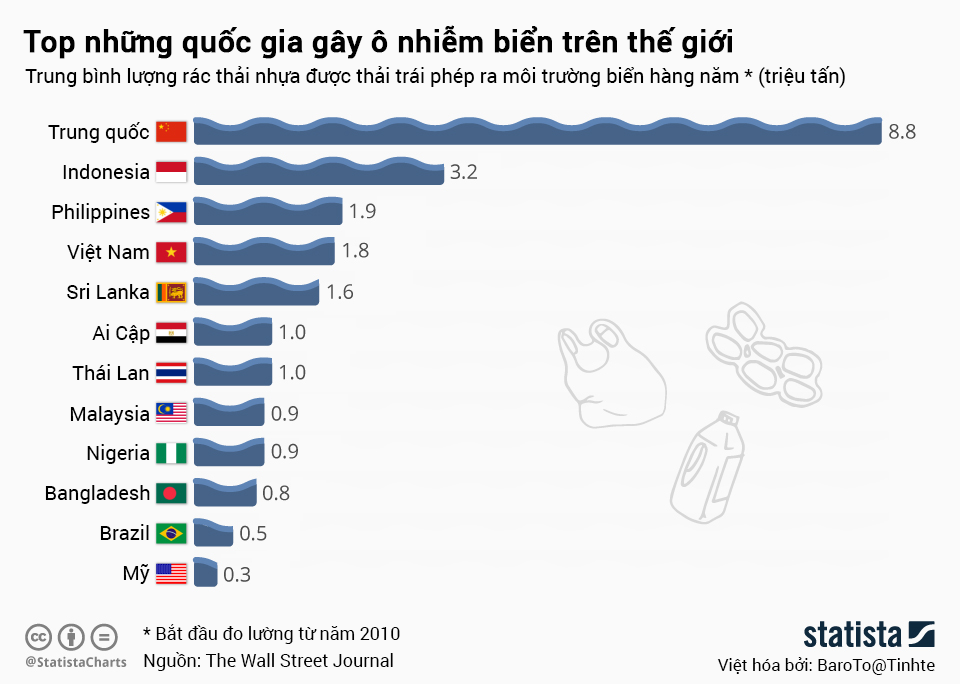 Top những quốc gia gây ô nhiễm biển trên thế giới
Trung bình lượng rác thải nhựa được thải trái phép ra môi trường biển hàng năm * (triệu tấn)
Trung quốc 8.8
Indonesia 3.2
Philippines 1.9
Việt Nam 1.8
Sri Lanka 1.6
Ai Cập 1.0
Thái Lan 1.0
Malaysia 0.9
Nigeria 0.9
Bangladesh 0.8
Brazil 0.5
Mỹ 0.3
* Bắt đầu đo lường từ năm 2010
@StatistaCharts Nguồn: The Wall Street Journal
statista
Việt hóa bởi: BaroTo@Tinhte